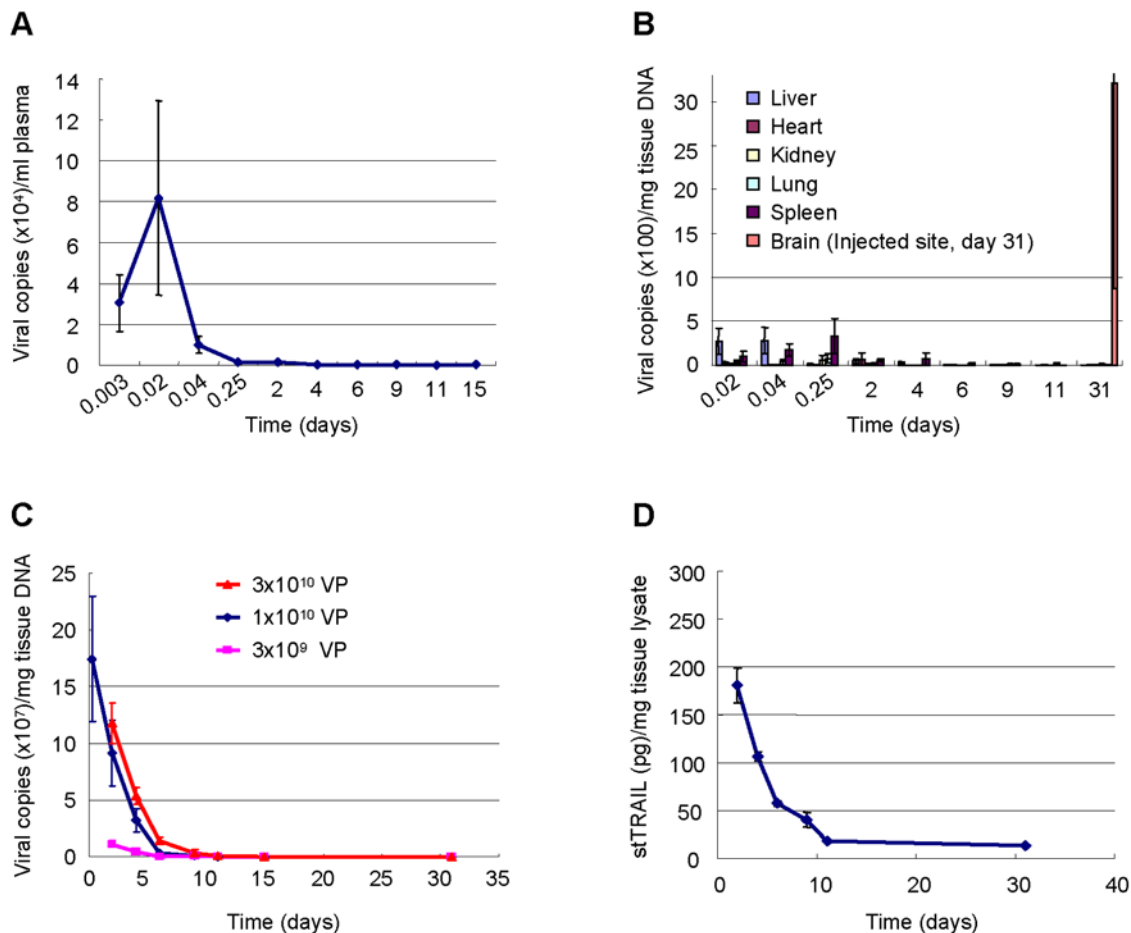 A
Viral copies (x10⁴)/ml plasma
14
12
10
8
6
4
2
0
0.003 0.02 0.04 0.25 2 4 6 9 11 15
Time (days)
B
Viral copies (x100)/mg tissue DNA
30
25
20
15
10
5
0
Liver
Heart
Kidney
Lung
Spleen
Brain (Injected site, day 31)
0.02 0.04 0.25 2 4 6 9 11 31
Time (days)
C
Viral copies (x10⁷)/mg tissue DNA
25
20
15
10
5
0
3x10¹⁰ VP
1x10¹⁰ VP
3x10⁹ VP
0 5 10 15 20 25 30 35
Time (days)
D
stTRAIL (pg)/mg tissue lysate
300
250
200
150
100
50
0
0 10 20 30 40
Time (days)